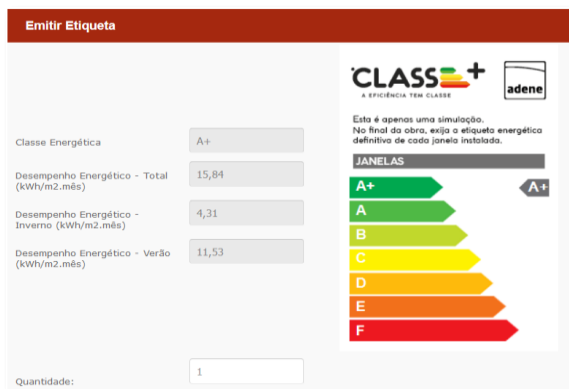 Emitir Etiqueta
CLASSE+
A EFICIÊNCIA TEM CLASSE
adene
Esta é apenas uma simulação.
No final da obra, exija a etiqueta energética
definitiva de cada janela instalada.
JANELAS
A+
A+
A
B
C
D
E
F
Classe Energética
A+
Desempenho Energético - Total
(kWh/m2.mês)
15,84
Desempenho Energético -
Inverno (kWh/m2.mês)
4,31
Desempenho Energético - Verão
(kWh/m2.mês)
11,53
Quantidade:
1